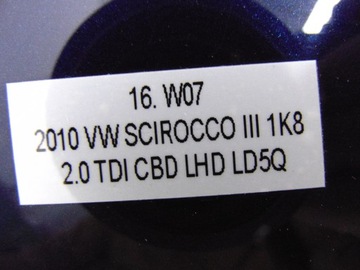 16. W07
2010 VW SCIROCCO III 1K8
2.0 TDI CBD LHD LD5Q